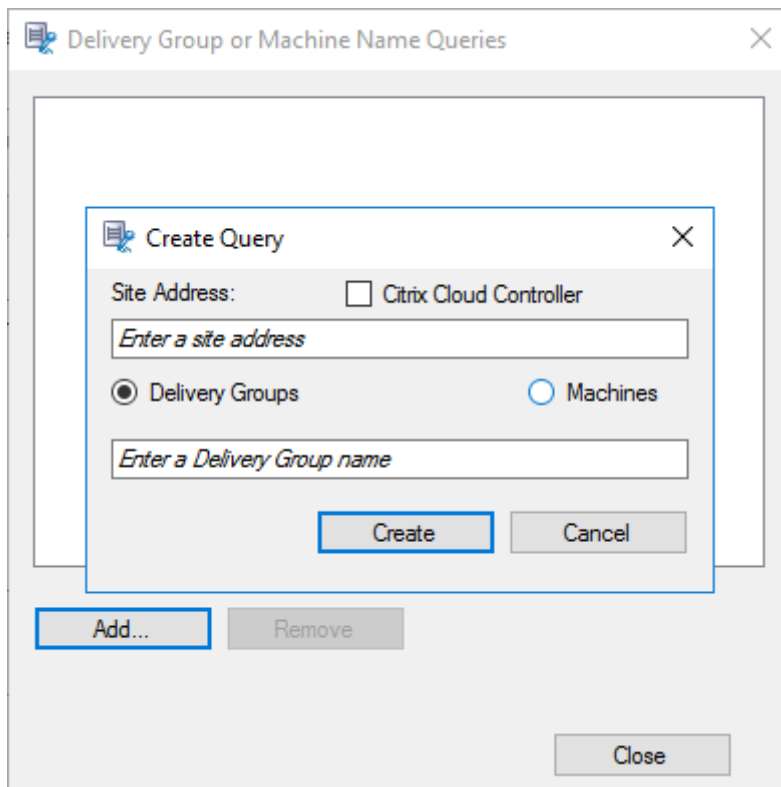 Delivery Group or Machine Name Queries
Create Query
Site Address: Citrix Cloud Controller
Enter a site address
Delivery Groups Machines
Enter a Delivery Group name
Create Cancel
Add... Remove
Close